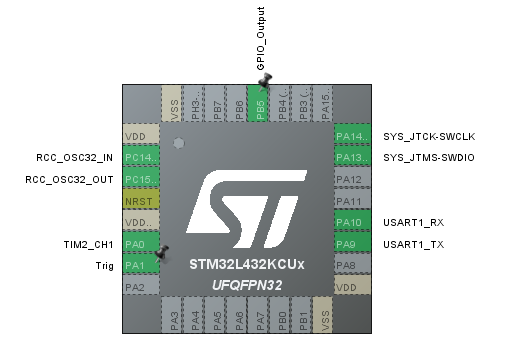 GPIO_Output
VSS
PH3-..
PB7
PB6
PB5
PB4 (..
PB3 (..
PA15..
VDD
PA14..
SYS_JTCK-SWCLK
RCC_OSC32_IN
PC14..
PA13..
SYS_JTMS-SWDIO
RCC_OSC32_OUT
PC15..
PA12
NRST
PA11
VDD..
PA10
USART1_RX
TIM2_CH1
PA0
PA9
USART1_TX
Trig
PA1
PA8
PA2
VDD
ST
STM32L432KCUx
UFQFPN32
PA3
PA4
PA5
PA6
PA7
PB0
PB1
VSS